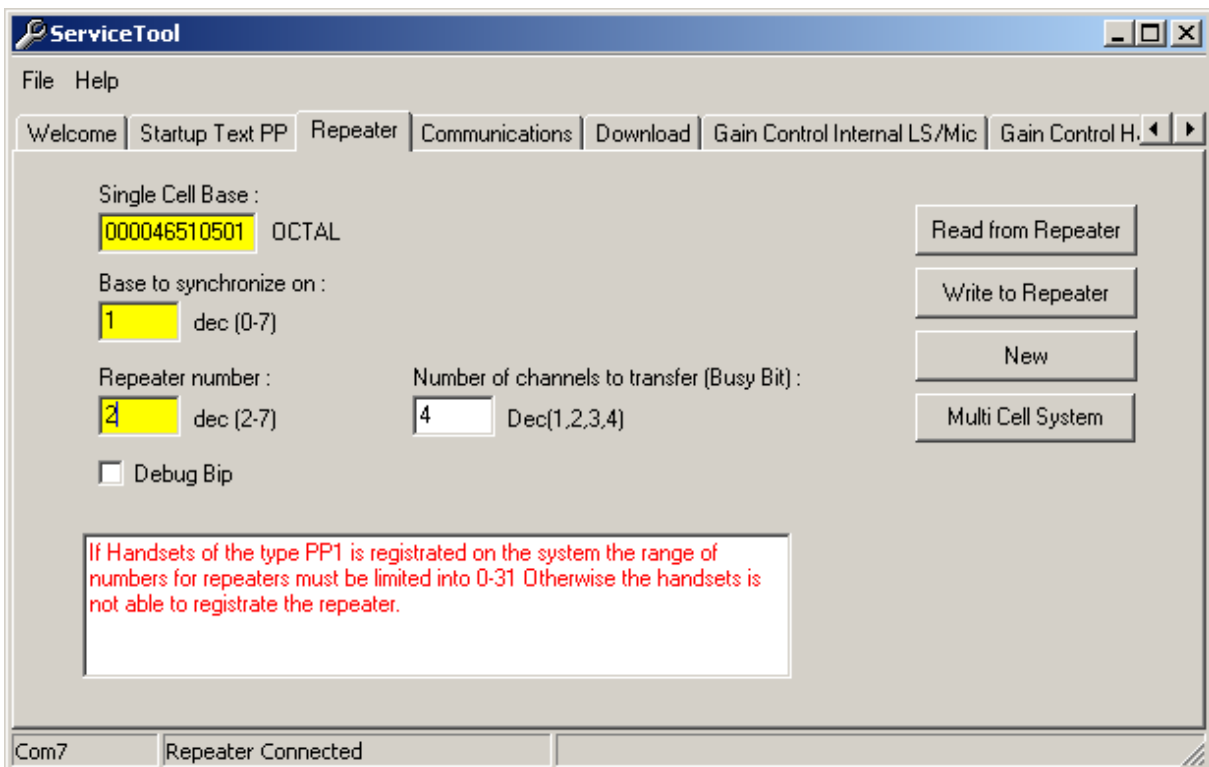 ServiceTool
File Help
Welcome Startup Text PP Repeater Communications Download Gain Control Internal LS/Mic Gain Control H
Single Cell Base :
000046510501 OCTAL
Read from Repeater
Base to synchronize on :
1 dec (0-7)
Write to Repeater
New
Repeater number : Number of channels to transfer (Busy Bit) :
2 dec (2-7) 4 Dec(1,2,3,4)
Multi Cell System
Debug Bip
If Handsets of the type PP1 is registrated on the system the range of
numbers for repeaters must be limited into 0-31 Otherwise the handsets is
not able to registrate the repeater.
Com7 Repeater Connected